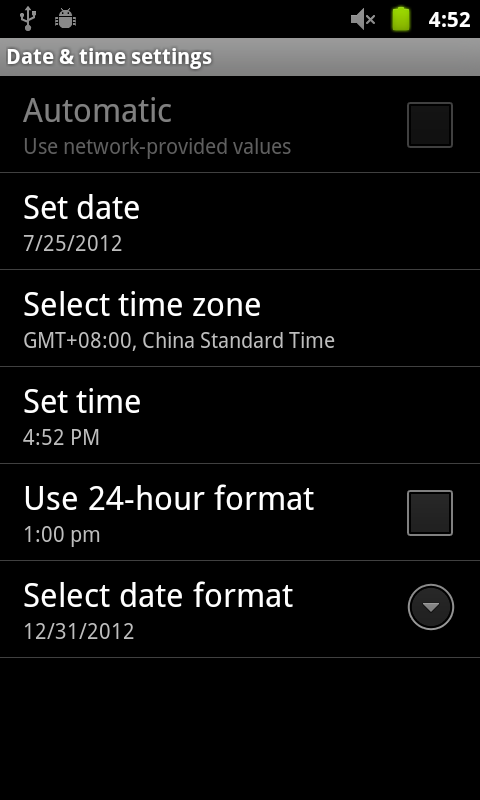 4:52
Date & time settings
Automatic
Use network-provided values
Set date
7/25/2012
Select time zone
GMT+08:00, China Standard Time
Set time
4:52 PM
Use 24-hour format
1:00 pm
Select date format
12/31/2012